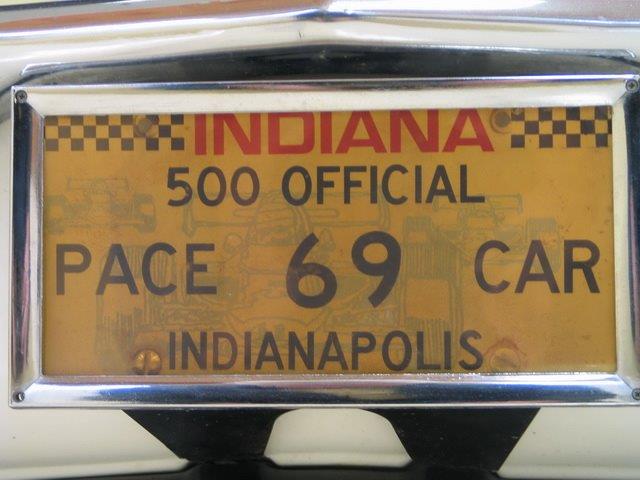 INDIANA
500 OFFICIAL
PACE 69 CAR
INDIANAPOLIS